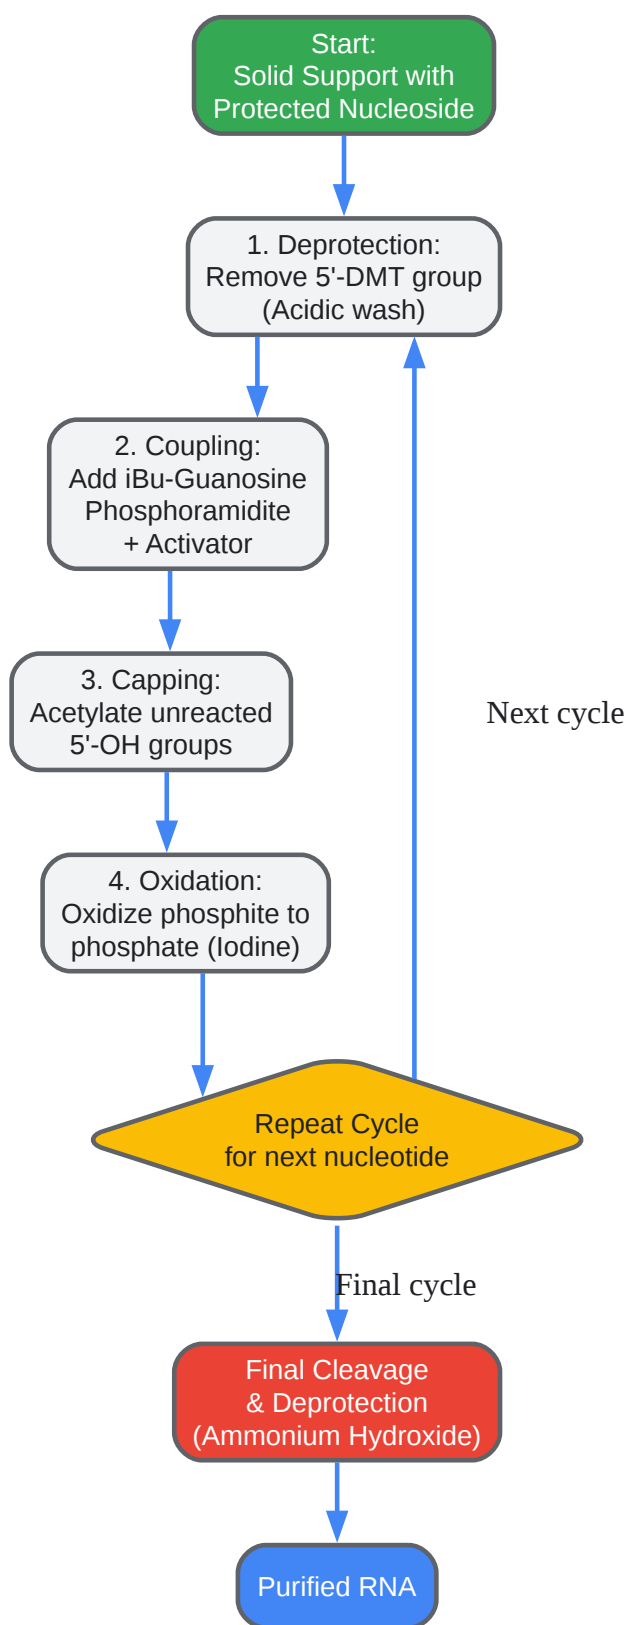 Start:
Solid Support with
Protected Nucleoside
1. Deprotection:
Remove 5'-DMT group
(Acidic wash)
2. Coupling:
Add iBu-Guanosine
Phosphoramidite
+ Activator
3. Capping:
Acetylate unreacted
5'-OH groups
Next cycle
4. Oxidation:
Oxidize phosphite to
phosphate (Iodine)
Repeat Cycle
for next nucleotide
Final cycle
Final Cleavage
& Deprotection
(Ammonium Hydroxide)
Purified RNA